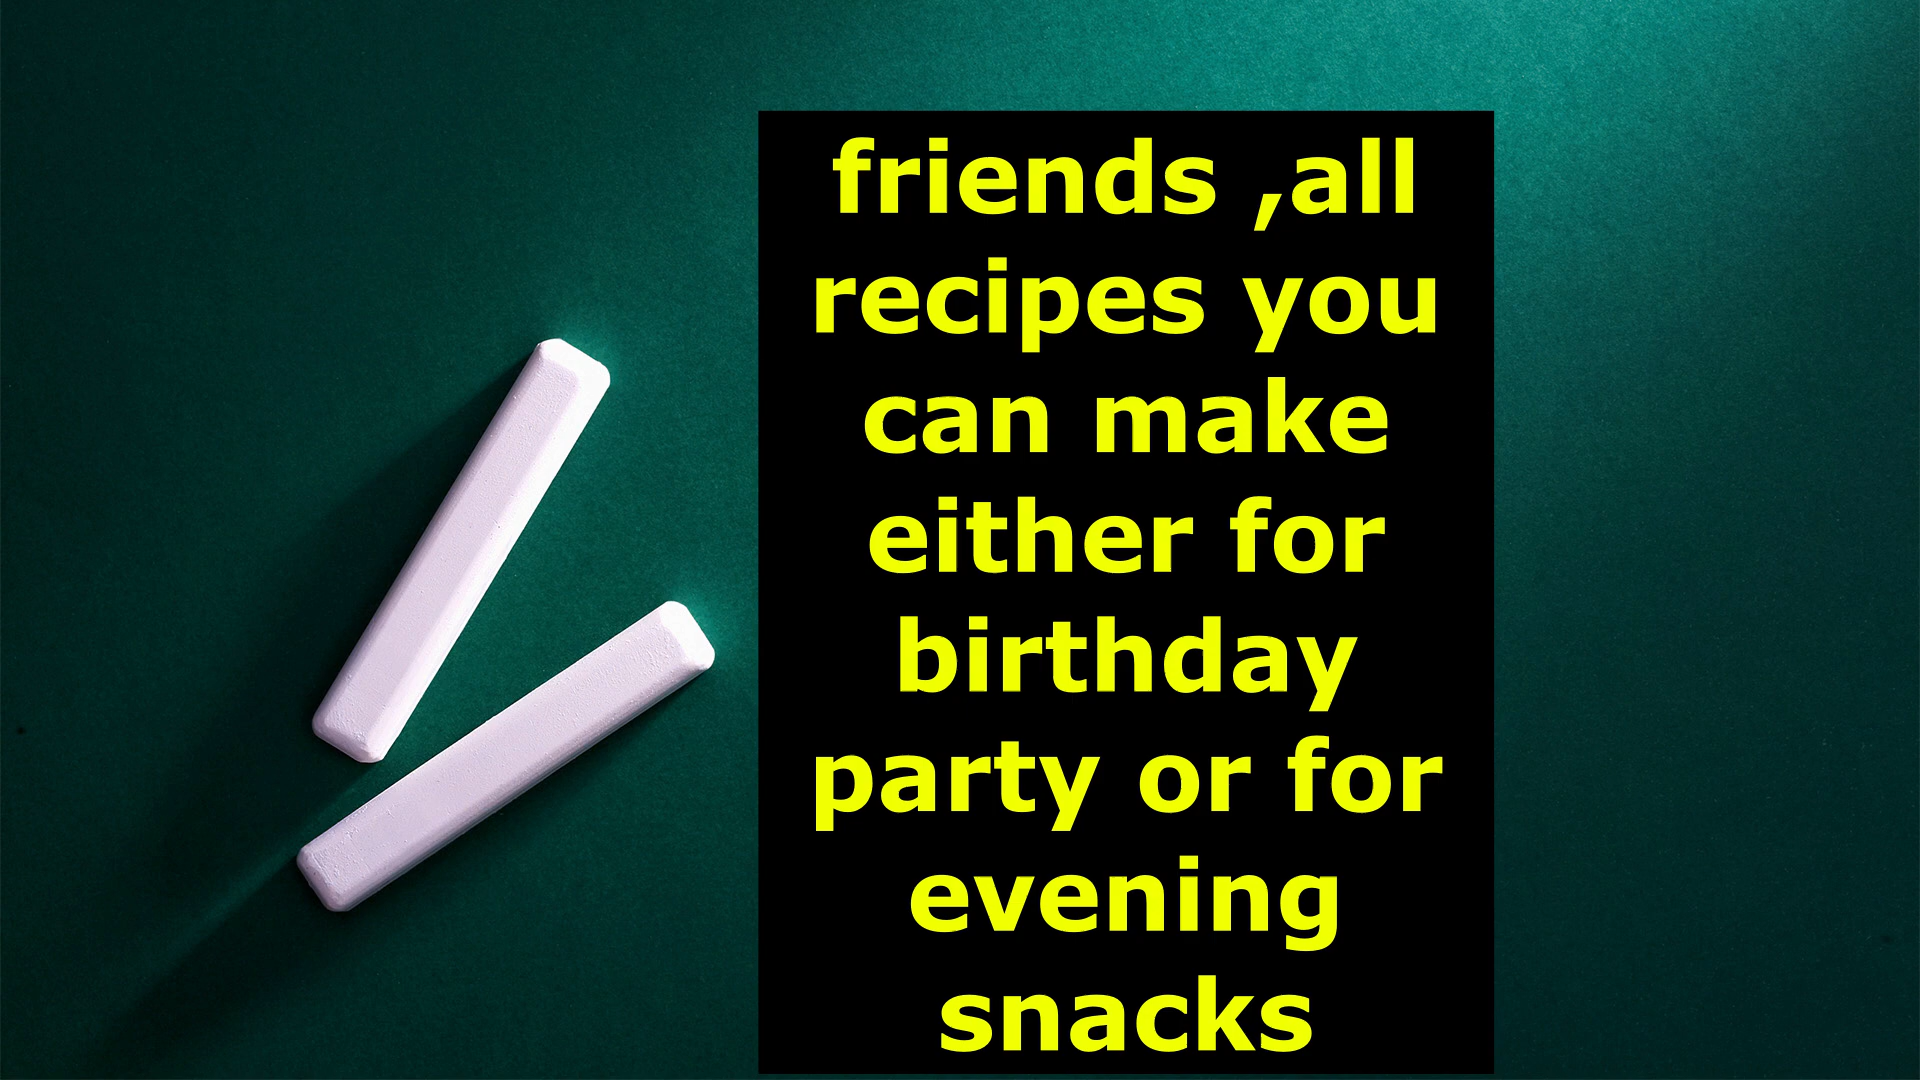 friends ,all
recipes you
can make
either for
birthday
party or for
evening
snacks